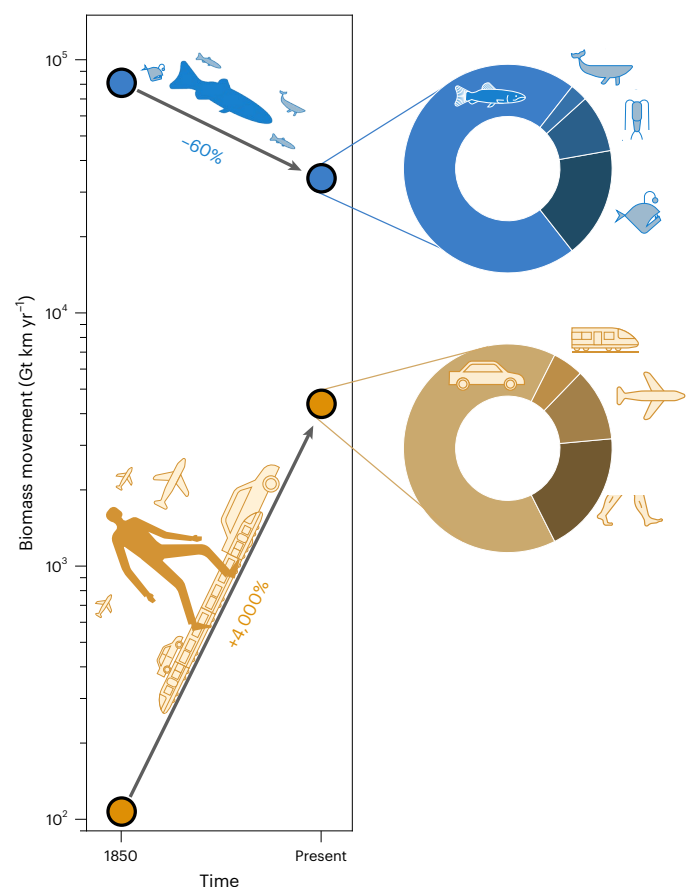 10⁵
−60%
10⁴
Biomass movement (Gt km yr⁻¹)
10³
+4,000%
10²
1850
Present
Time